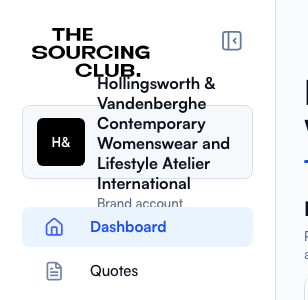 THE
SOURCING
CLUB.
Hollingsworth &
Vandenberghe
Contemporary
H&
Womenswear and
Lifestyle Atelier
International
Brand account
Dashboard
Quotes